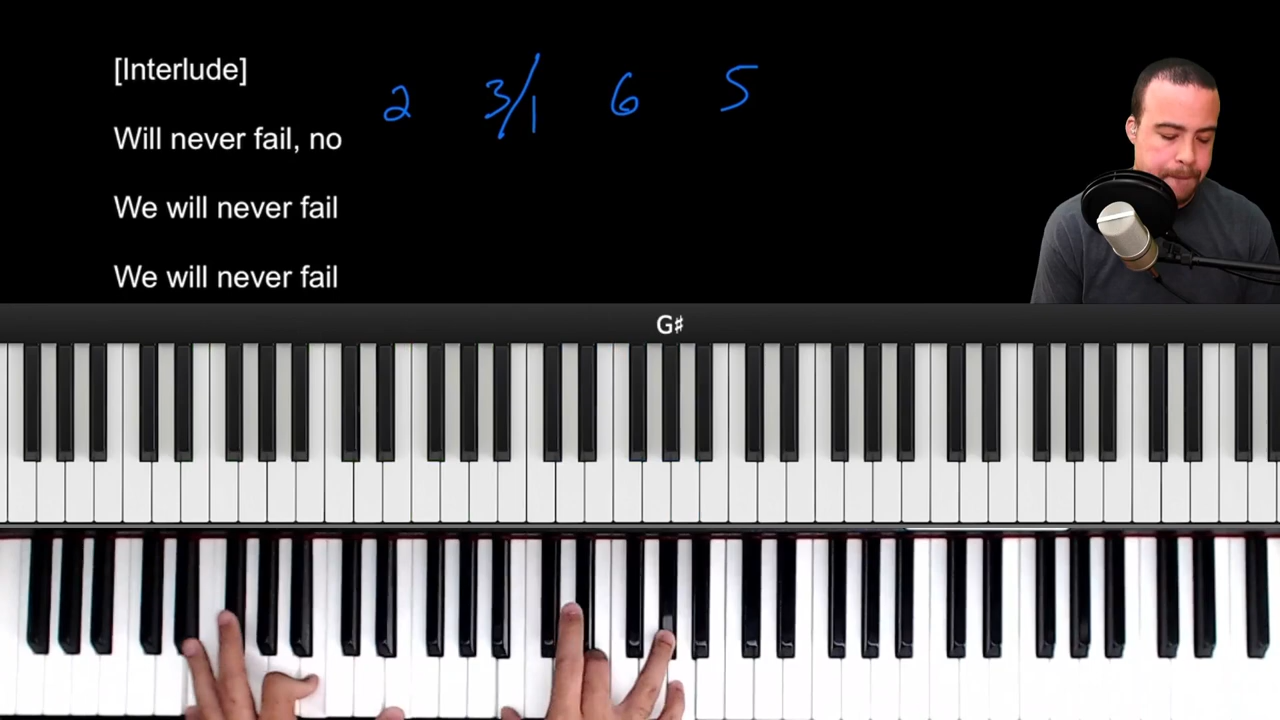 [Interlude]
2 3/1 6 5
Will never fail, no
We will never fail
We will never fail
G♯